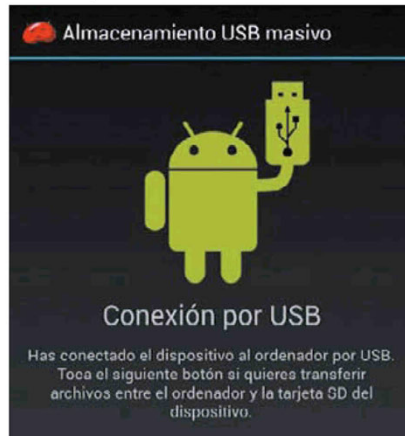 Almacenamiento USB masivo
Conexión por USB
Has conectado el dispositivo al ordenador por USB.
Toca el siguiente botón si quieres transferir
archivos entre el ordenador y la tarjeta SD del
dispositivo.